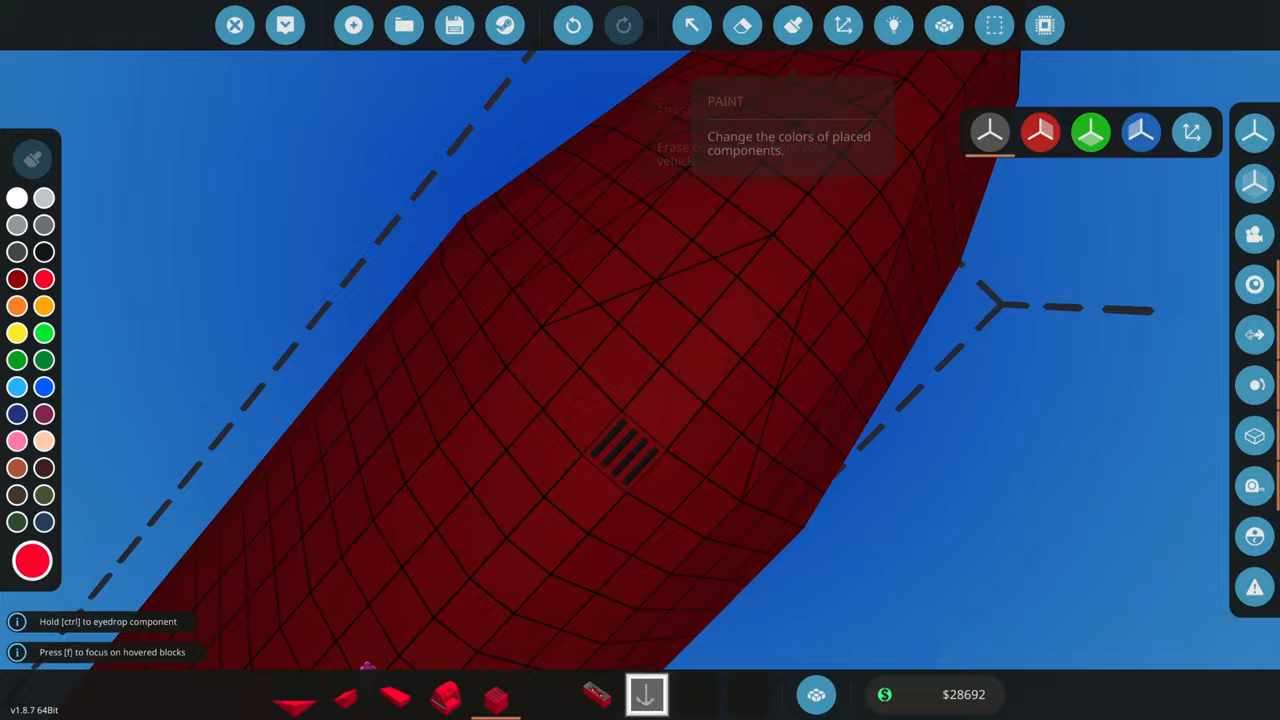 PAINT
Change the colors of placed
components.
Hold [ctrl] to eyedrop component
Press [f] to focus on hovered blocks
$
$28692
v1.8.7 64Bit